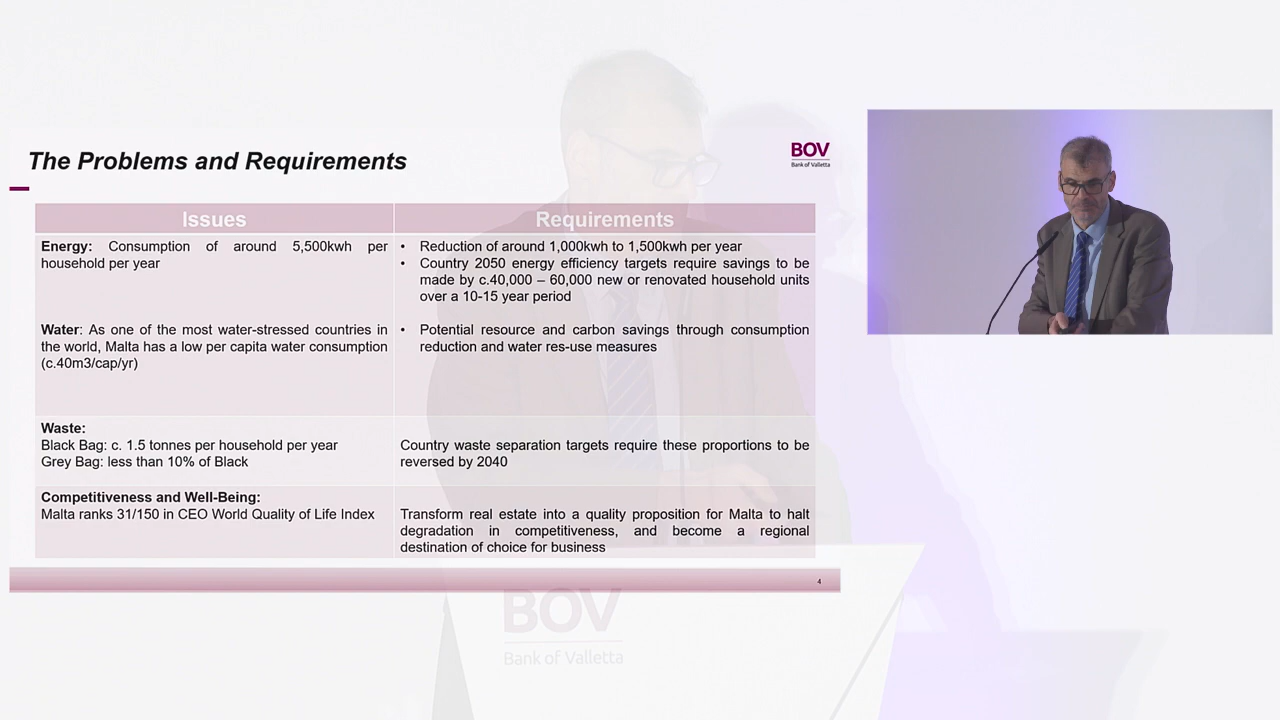 The Problems and Requirements
BOV
Bank of Valletta
Issues
Requirements
Energy: Consumption of around 5,500kwh per
household per year
• Reduction of around 1,000kwh to 1,500kwh per year
• Country 2050 energy efficiency targets require savings to be
made by c.40,000 – 60,000 new or renovated household units
over a 10-15 year period
Water: As one of the most water-stressed countries in
the world, Malta has a low per capita water consumption
(c.40m3/cap/yr)
• Potential resource and carbon savings through consumption
reduction and water res-use measures
Waste:
Black Bag: c. 1.5 tonnes per household per year
Grey Bag: less than 10% of Black
Country waste separation targets require these proportions to be
reversed by 2040
Competitiveness and Well-Being:
Malta ranks 31/150 in CEO World Quality of Life Index
Transform real estate into a quality proposition for Malta to halt
degradation in competitiveness, and become a regional
destination of choice for business
4
BOV
Bank of Valletta